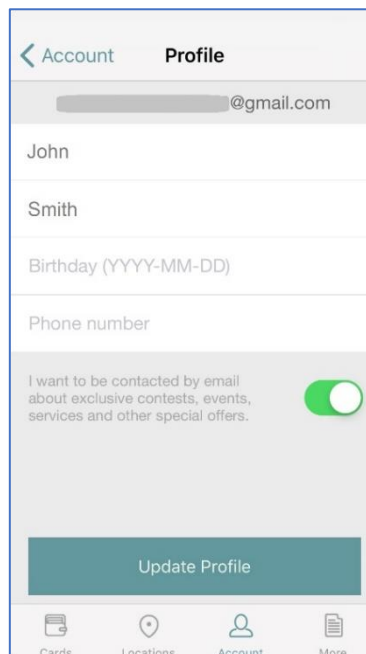 Account Profile
@gmail.com
John
Smith
Birthday (YYYY-MM-DD)
Phone number
I want to be contacted by email
about exclusive contests, events,
services and other special offers.
Update Profile
Cards Locations Account More